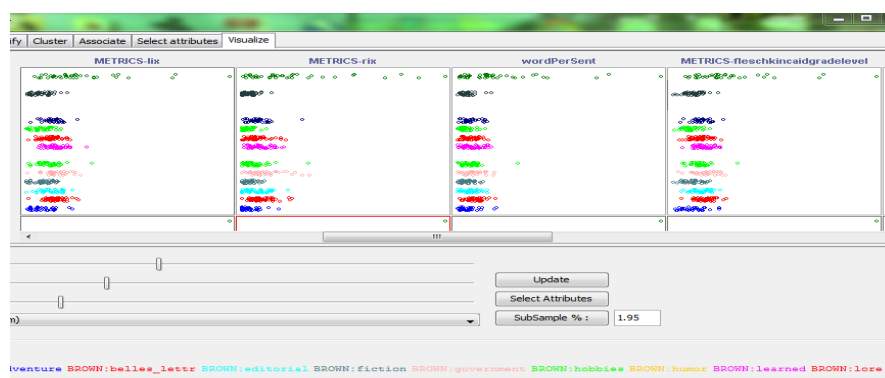 ify Cluster Associate Select attributes Visualize
METRICS-lix METRICS-rix wordPerSent METRICS-fleschkincaidgradelevel
Update
Select Attributes
m)
SubSample % : 1.95
venture BROWN:belles_lettr BROWN:editorial BROWN:fiction BROWN:government BROWN:hobbies BROWN:humor BROWN:learned BROWN:lore